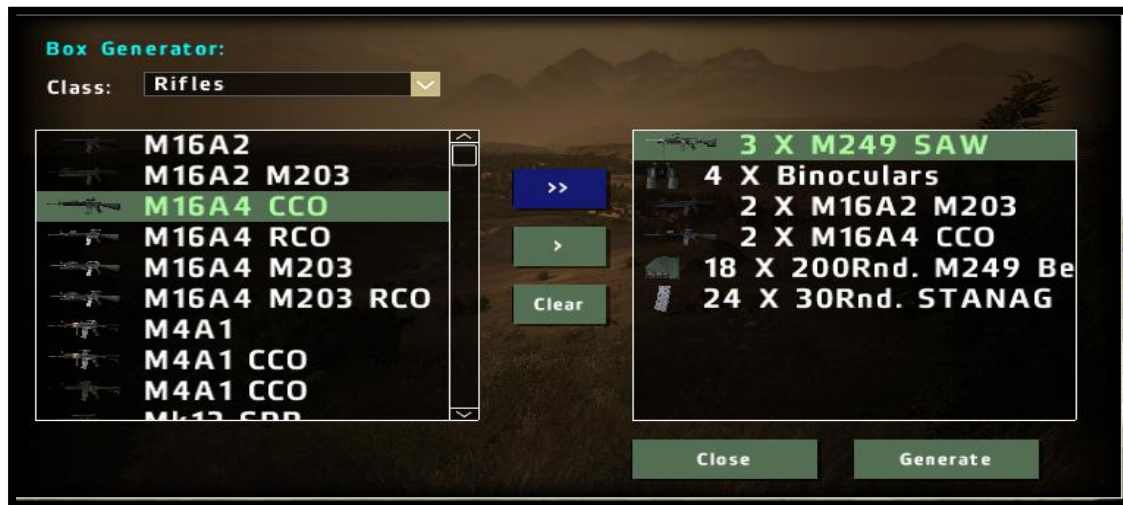 Box Generator:
Class: Rifles
M16A2
M16A2 M203
M16A4 CCO
M16A4 RCO
M16A4 M203
M16A4 M203 RCO
M4A1
M4A1 CCO
M4A1 CCO
>>
>
Clear
3 X M249 SAW
4 X Binoculars
2 X M16A2 M203
2 X M16A4 CCO
18 X 200Rnd. M249 Be
24 X 30Rnd. STANAG
Close
Generate